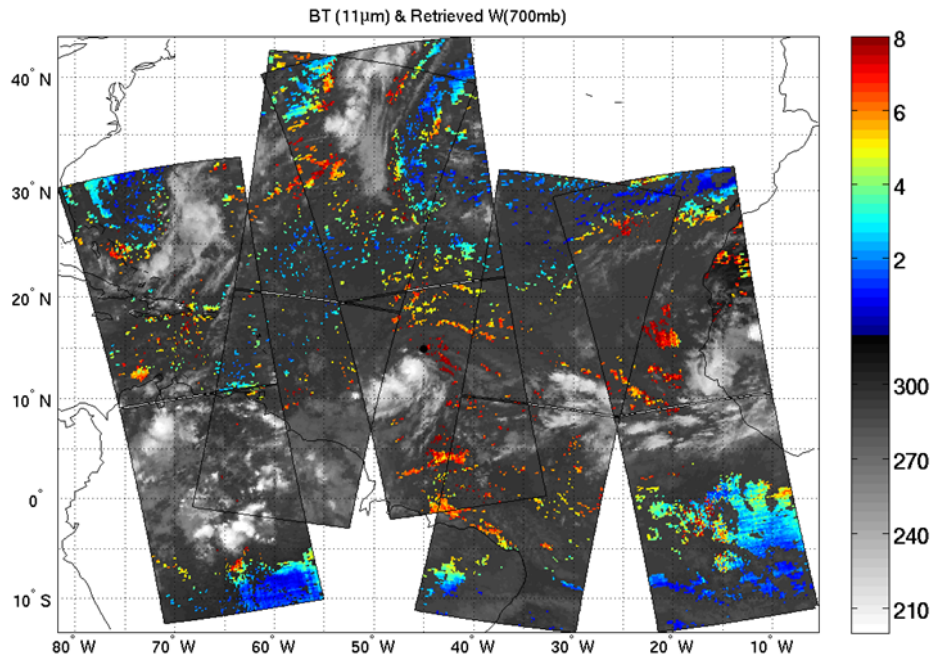 BT (11μm) & Retrieved W(700mb)
40° N
30° N
20° N
10° N
0°
10° S
80° W
70° W
60° W
50° W
40° W
30° W
20° W
10° W
8
6
4
2
300
270
240
210